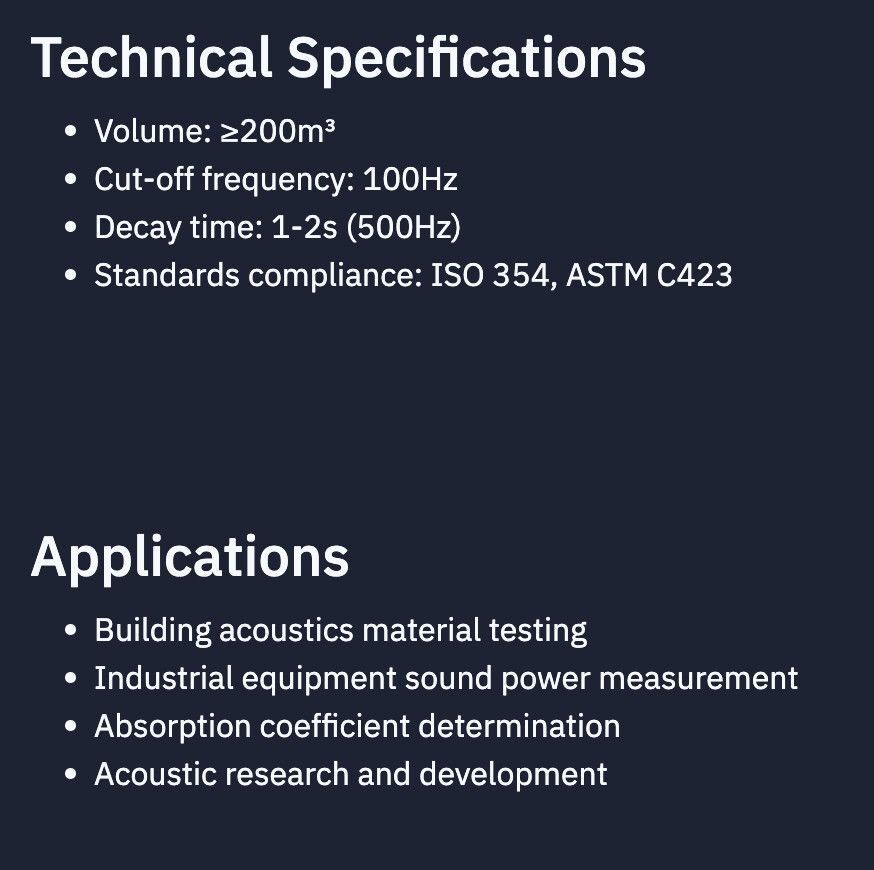 Technical Specifications
• Volume: ≥200m³
• Cut-off frequency: 100Hz
• Decay time: 1-2s (500Hz)
• Standards compliance: ISO 354, ASTM C423
Applications
• Building acoustics material testing
• Industrial equipment sound power measurement
• Absorption coefficient determination
• Acoustic research and development